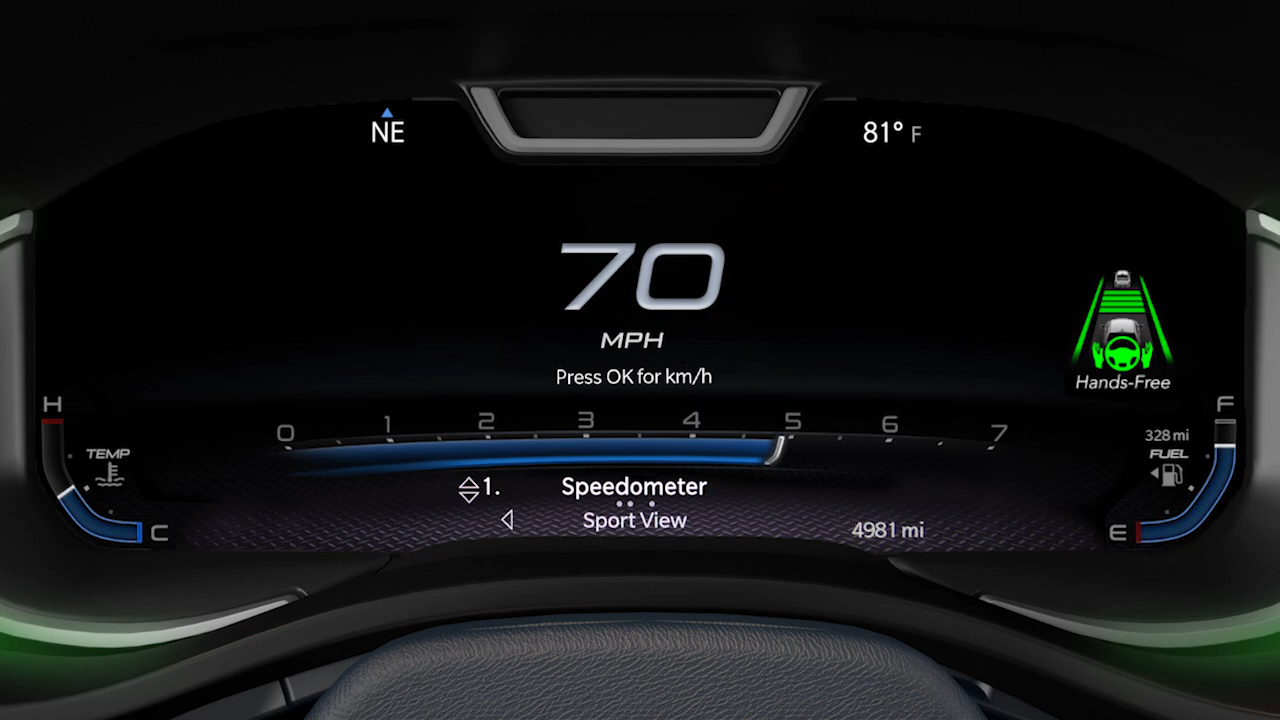 NE
81° F
70
MPH
Press OK for km/h
Hands-Free
H
F
0 1 2 3 4 5 6 7
328 mi
TEMP
FUEL
1. Speedometer
Sport View
4981 mi
C
E